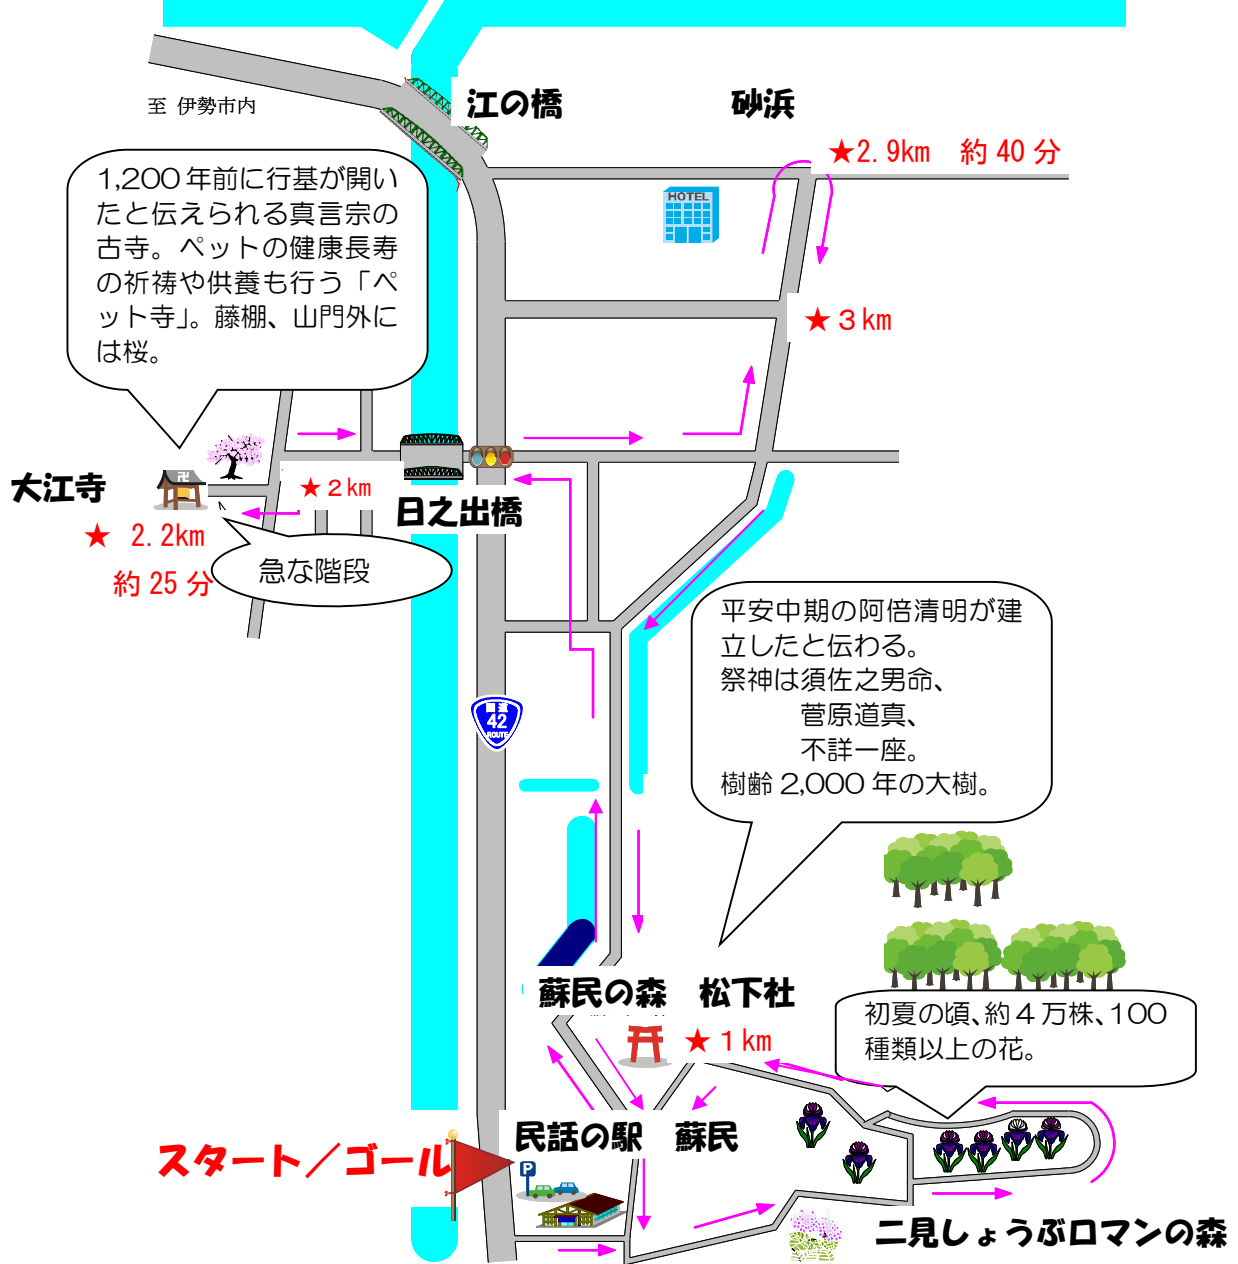 江の橋
砂浜
至 伊勢市内
★2.9km 約40分
1,200年前に行基が開い
たと伝えられる真言宗の
古寺。ペットの健康長寿
の祈祷や供養も行う「ペ
ット寺」。藤棚、山門外に
は桜。
HOTEL
★３km
大江寺
★２km
日之出橋
★ 2.2km
約25分
急な階段
平安中期の阿倍清明が建
立したと伝わる。
祭神は須佐之男命、
菅原道真、
不詳一座。
樹齢2,000年の大樹。
国道
42
ROUTE
蘇民の森 松下社
★１km
初夏の頃、約４万株、100
種類以上の花。
民話の駅 蘇民
スタート／ゴール
P
二見しょうぶロマンの森